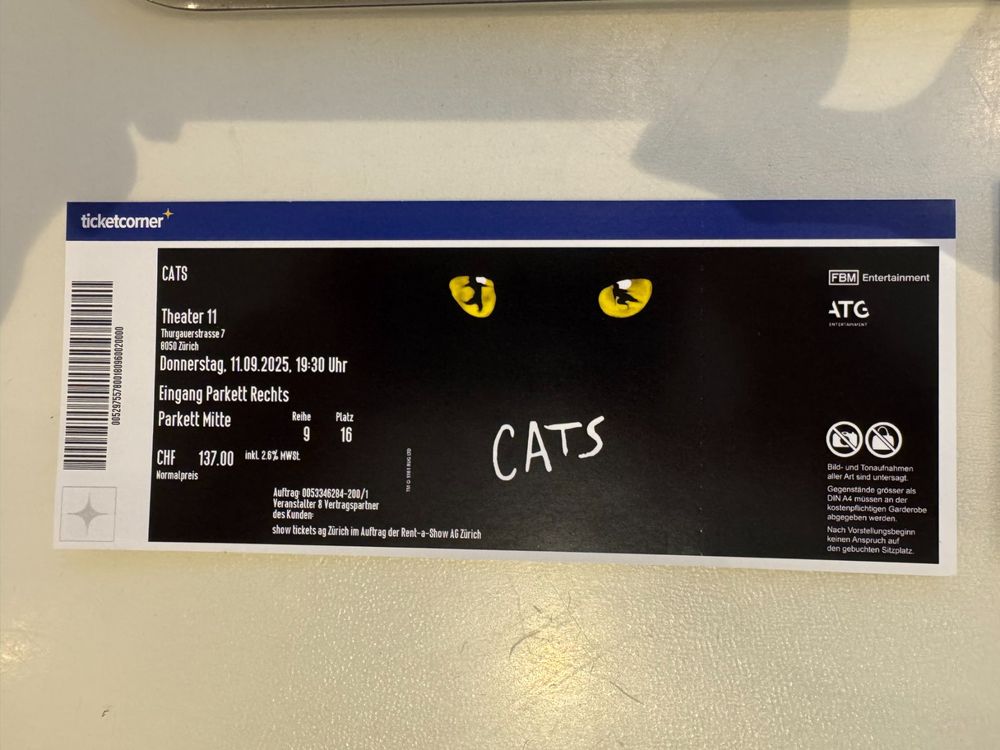 ticketcorner
CATS
Theater 11
Thurgauerstrasse 7
8050 Zürich
Donnerstag, 11.09.2025, 19:30 Uhr
Eingang Parkett Rechts
Parkett Mitte
Reihe Platz
9 16
CHF 137.00 inkl. 2.6% MWSt.
Normalpreis
Auftrag: 0053346284-200/1
Veranstalter & Vertragspartner
des Kunden:
show tickets ag Zürich im Auftrag der Rent-a-Show AG Zürich
CATS
FBM Entertainment
ATG
ENTERTAINMENT
Bild- und Tonaufnahmen
aller Art sind untersagt.
Gegenstände grösser als
DIN A4 müssen an der
kostenpflichtigen Garderobe
abgegeben werden.
Nach Vorstellungsbeginn
keinen Anspruch auf
den gebuchten Sitzplatz.